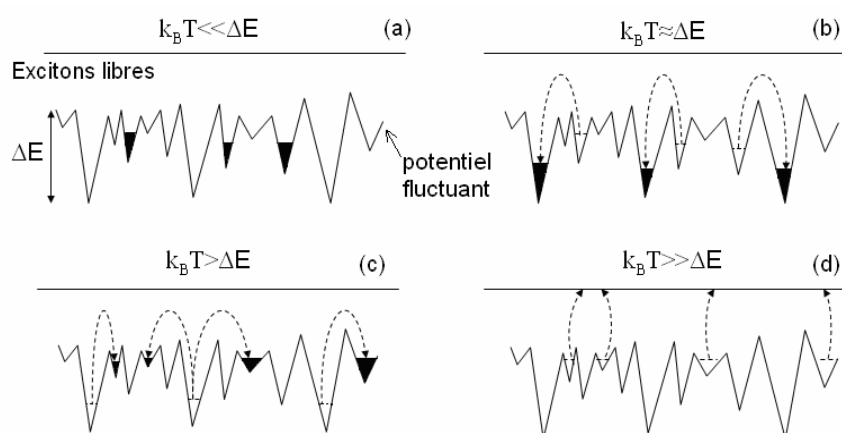 k_BT<<ΔE (a)
Excitons libres
ΔE
potentiel
fluctuant
k_BT≈ΔE (b)
k_BT>ΔE (c)
k_BT>>ΔE (d)